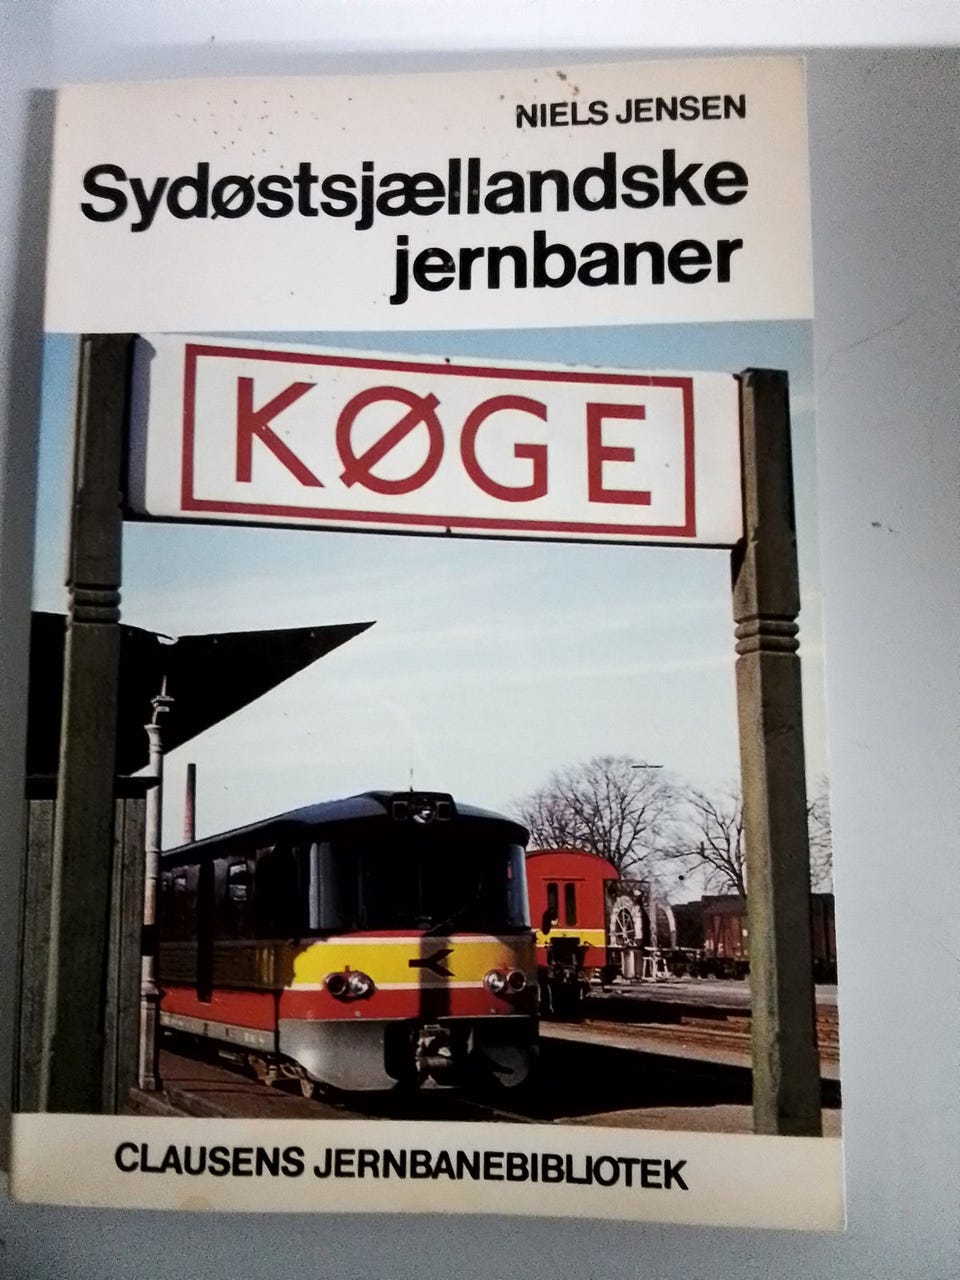 NIELS JENSEN
Sydøstsjællandske
jernbaner
KØGE
CLAUSENS JERNBANEBIBLIOTEK